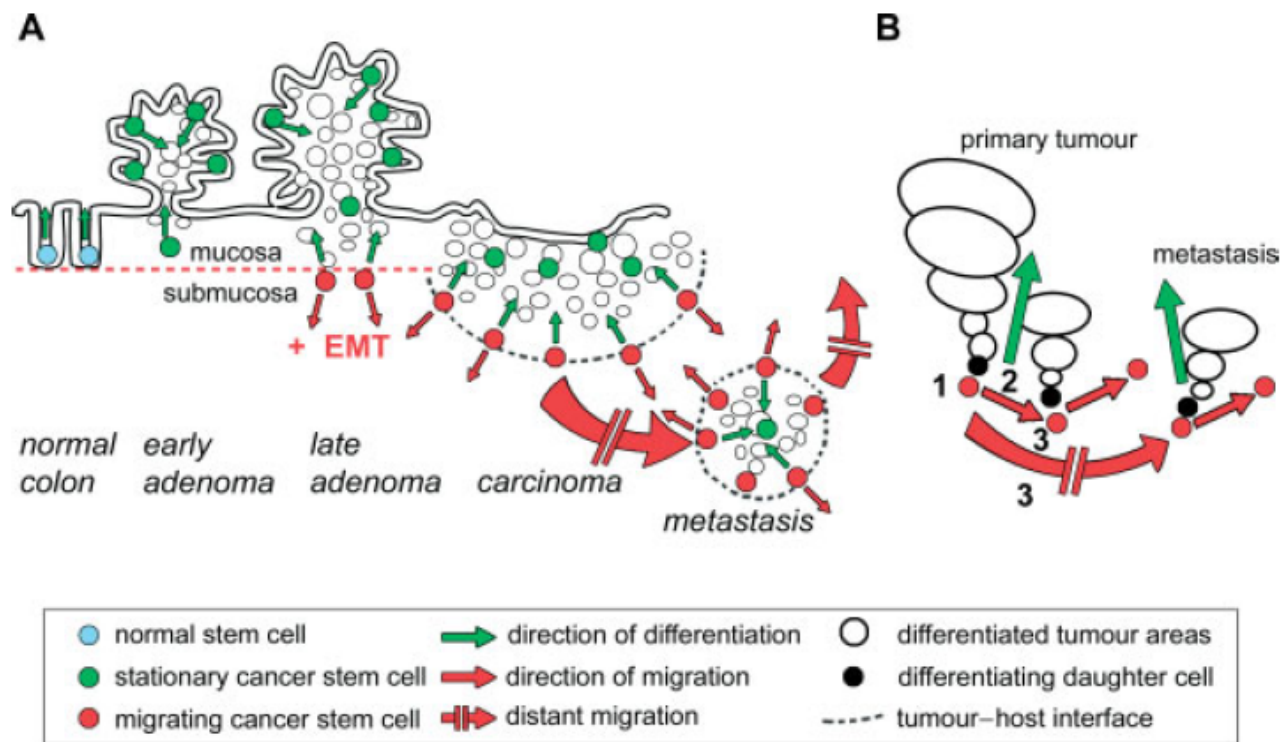 A
B
primary tumour
mucosa
submucosa
metastasis
+ EMT
1
2
3
3
normal
colon
early
adenoma
late
adenoma
carcinoma
metastasis
normal stem cell
direction of differentiation
differentiated tumour areas
stationary cancer stem cell
direction of migration
differentiating daughter cell
migrating cancer stem cell
distant migration
tumour–host interface